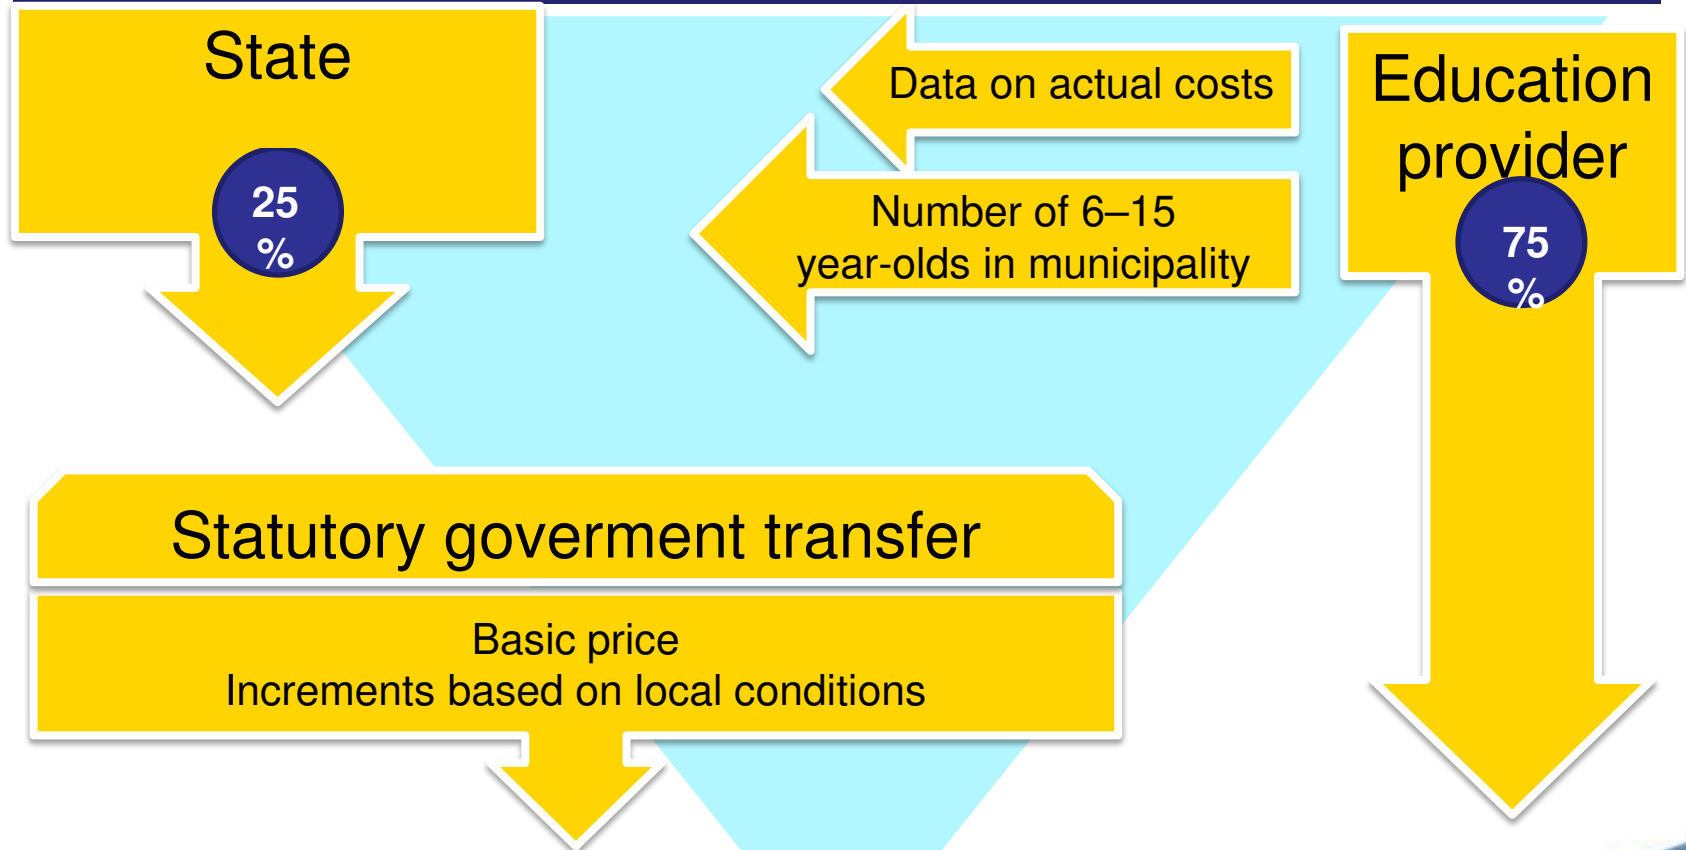 State
25
%
Data on actual costs
Number of 6–15
year-olds in municipality
Education
provider
75
%
Statutory goverment transfer
Basic price
Increments based on local conditions